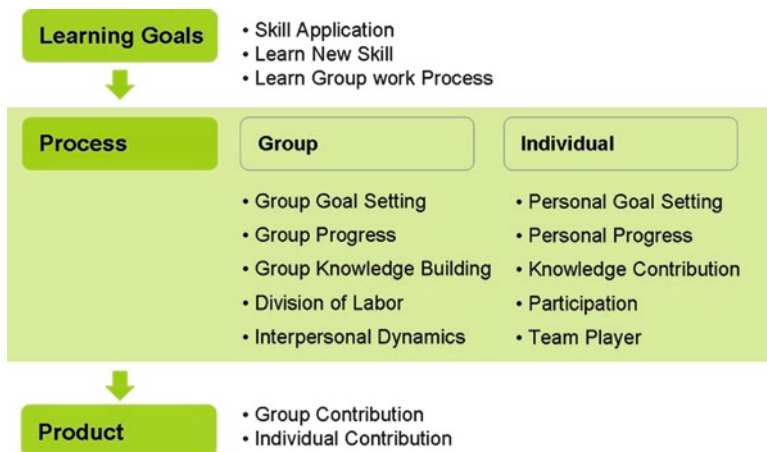 Learning Goals
• Skill Application
• Learn New Skill
• Learn Group work Process
Process
Group
• Group Goal Setting
• Group Progress
• Group Knowledge Building
• Division of Labor
• Interpersonal Dynamics
Individual
• Personal Goal Setting
• Personal Progress
• Knowledge Contribution
• Participation
• Team Player
Product
• Group Contribution
• Individual Contribution